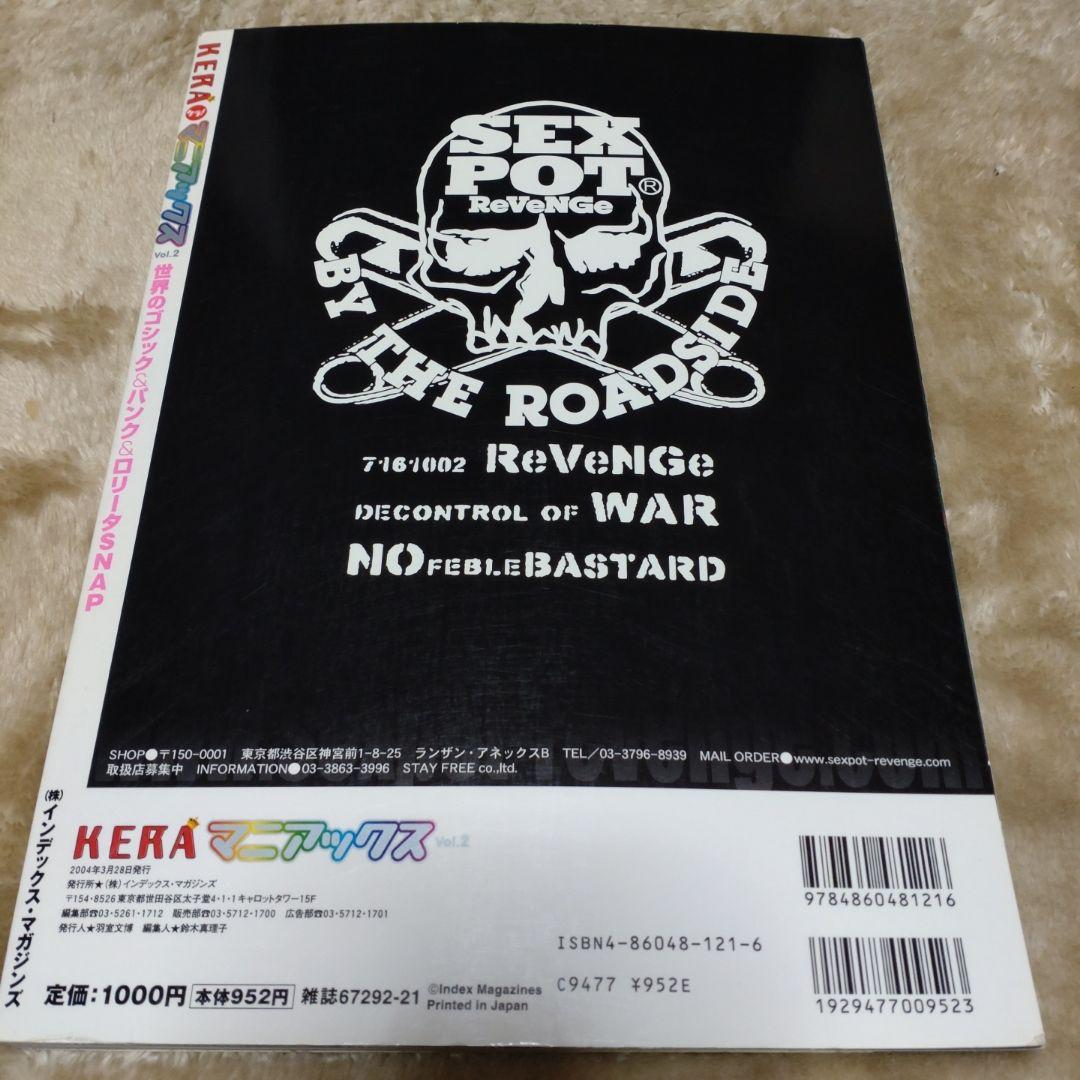 KERA マニアックス Vol.2 世界のゴシック&パンク&ロリータSNAP
(株)インデックス・マガジンズ
SEX
POT®
ReVeNGe
BY THE ROADSIDE
7161002 ReVeNGe
DECONTROL OF WAR
NO FEBLE BASTARD
SHOP●〒150-0001 東京都渋谷区神宮前1-8-25 ランザン・アネックスB TEL/03-3796-8939 MAIL ORDER●www.sexpot-revenge.com
取扱店募集中 INFORMATION●03-3863-3996 STAY FREE co.,ltd.
KERA マニアックス Vol.2
2004年3月28日発行
発行所★(株)インデックス・マガジンズ
〒154・8526東京都世田谷区太子堂4・1・1キャロットタワー15F
編集部☎03・5261・1712 販売部☎03・5712・1700 広告部☎03・5712・1701
発行人★羽室文博 編集人★鈴木真理子
定価:1000円 本体952円 雑誌67292-21
©Index Magazines
Printed in Japan
9784860481216
ISBN4-86048-121-6
C9477 ¥952E
1929477009523